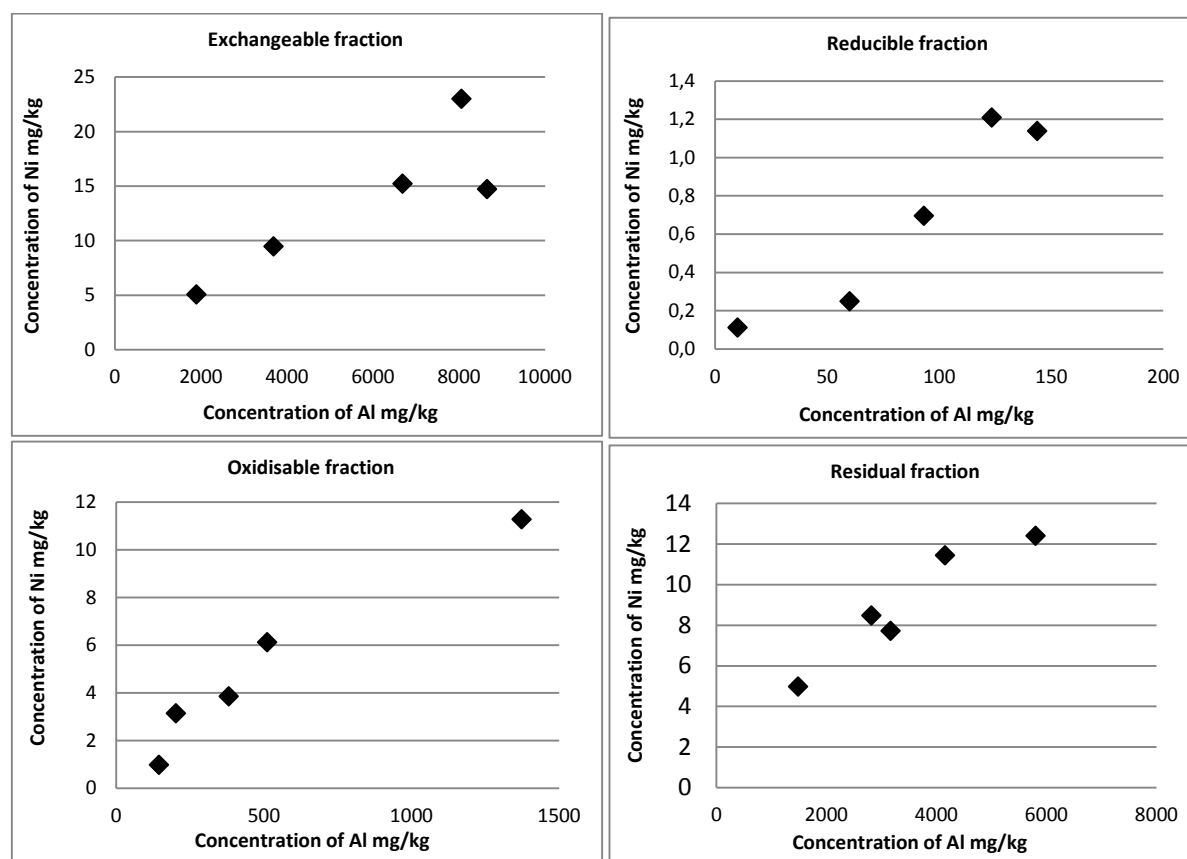 Exchangeable fraction
Concentration of Ni mg/kg
25
20
15
10
5
0
0 2000 4000 6000 8000 10000
Concentration of Al mg/kg
Reducible fraction
Concentration of Ni mg/kg
1,4
1,2
1,0
0,8
0,6
0,4
0,2
0,0
0 50 100 150 200
Concentration of Al mg/kg
Oxidisable fraction
Concentration of Ni mg/kg
12
10
8
6
4
2
0
0 500 1000 1500
Concentration of Al mg/kg
Residual fraction
Concentration of Ni mg/kg
14
12
10
8
6
4
2
0
0 2000 4000 6000 8000
Concentration of Al mg/kg